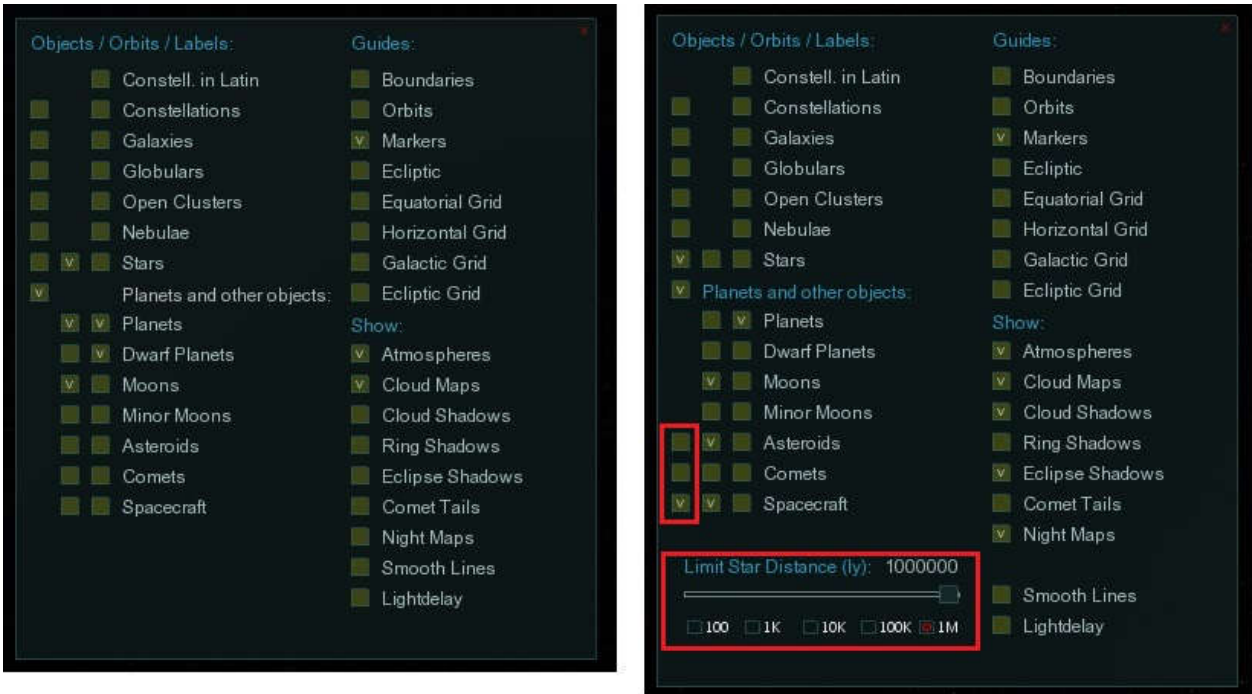 Objects / Orbits / Labels:
Constell. in Latin
Constellations
Galaxies
Globulars
Open Clusters
Nebulae
v Stars
v Planets and other objects:
v v Planets
v Dwarf Planets
v Moons
Minor Moons
Asteroids
Comets
Spacecraft
Guides:
Boundaries
Orbits
v Markers
Ecliptic
Equatorial Grid
Horizontal Grid
Galactic Grid
Ecliptic Grid
Show:
v Atmospheres
v Cloud Maps
Cloud Shadows
Ring Shadows
Eclipse Shadows
Comet Tails
Night Maps
Smooth Lines
Lightdelay
Objects / Orbits / Labels:
Constell. in Latin
Constellations
Galaxies
Globulars
Open Clusters
Nebulae
v Stars
v Planets and other objects:
v Planets
Dwarf Planets
v Moons
Minor Moons
v Asteroids
Comets
v v Spacecraft
Limit Star Distance (ly): 1000000
100 1K 10K 100K 1M
Guides:
Boundaries
Orbits
v Markers
Ecliptic
Equatorial Grid
Horizontal Grid
Galactic Grid
Ecliptic Grid
Show:
v Atmospheres
v Cloud Maps
v Cloud Shadows
Ring Shadows
v Eclipse Shadows
Comet Tails
v Night Maps
Smooth Lines
Lightdelay